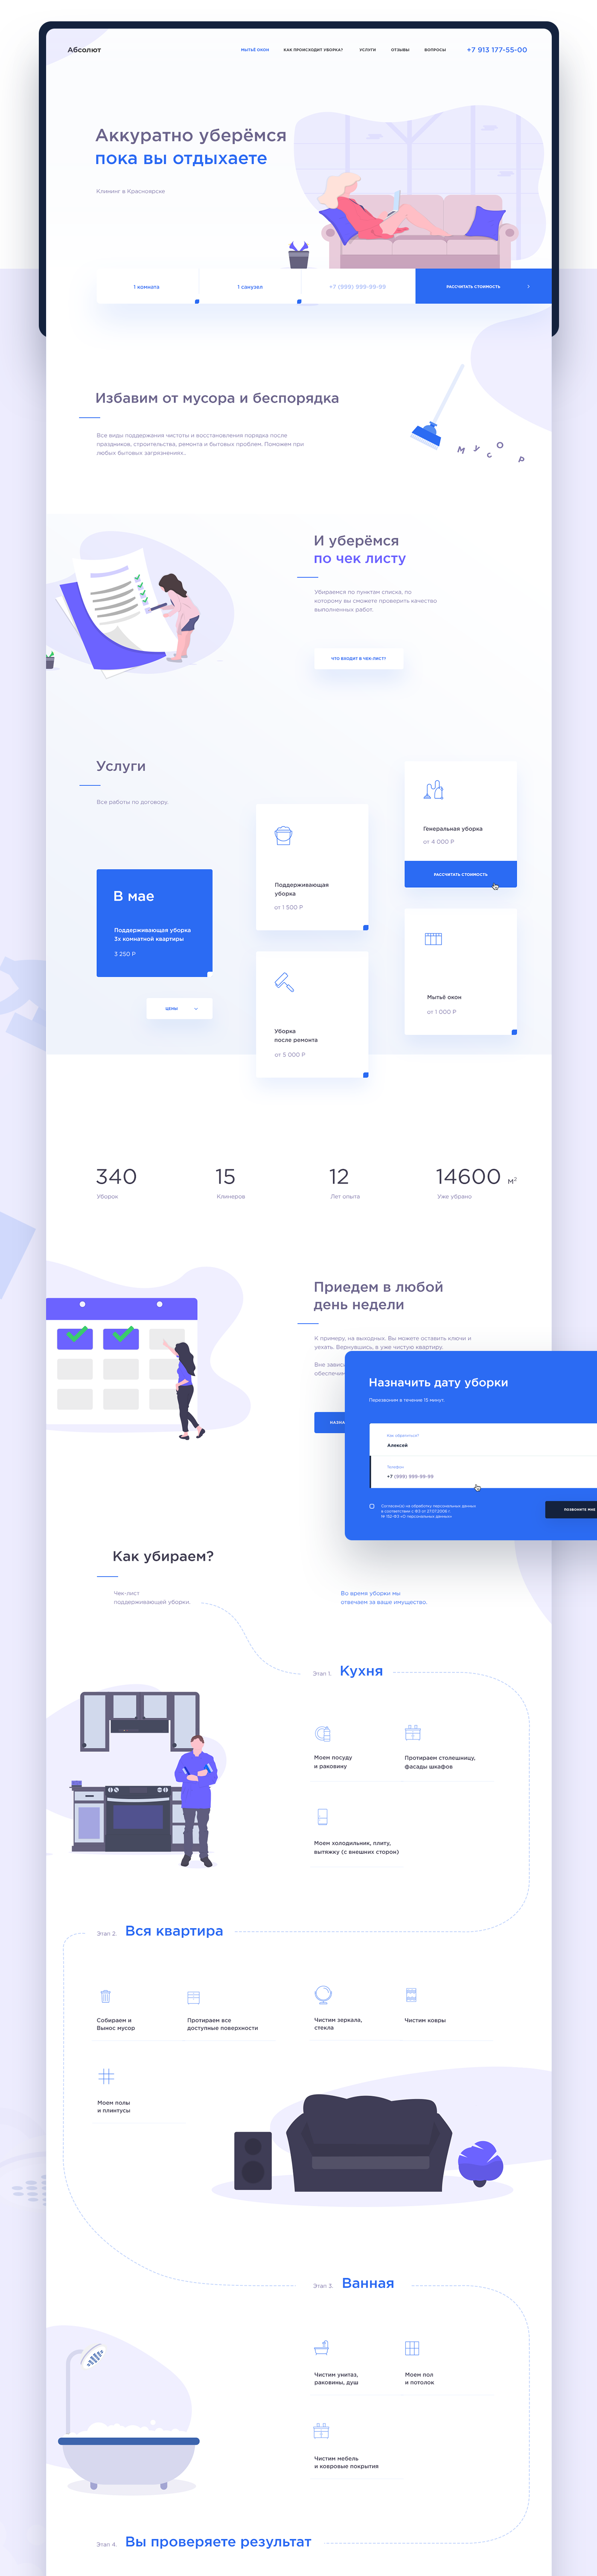 Абсолют
МЫТЬЁ ОКОН
КАК ПРОИСХОДИТ УБОРКА?
УСЛУГИ
ОТЗЫВЫ
ВОПРОСЫ
+7 913 177-55-00
Аккуратно уберёмся
пока вы отдыхаете
Клининг в Красноярске
1 комната
1 санузел
+7 (999) 999-99-99
РАССЧИТАТЬ СТОИМОСТЬ
Избавим от мусора и беспорядка
Все виды поддержания чистоты и восстановления порядка после
праздников, строительства, ремонта и бытовых проблем. Поможем при
любых бытовых загрязнениях..
М У С О Р
И уберёмся
по чек листу
Убираемся по пунктам списка, по
которому вы сможете проверить качество
выполненных работ.
ЧТО ВХОДИТ В ЧЕК-ЛИСТ?
Услуги
Все работы по договору.
В мае
Поддерживающая уборка
3х комнатной квартиры
3 250 Р
ЦЕНЫ
Поддерживающая
уборка
от 1 500 Р
Уборка
после ремонта
от 5 000 Р
Генеральная уборка
от 4 000 Р
РАССЧИТАТЬ СТОИМОСТЬ
Мытьё окон
от 1 000 Р
340
Уборок
15
Клинеров
12
Лет опыта
14600 м²
Уже убрано
Приедем в любой
день недели
К примеру, на выходных. Вы можете оставить ключи и
уехать. Вернувшись, в уже чистую квартиру.
Вне завис
обеспечи
НАЗНА
Назначить дату уборки
Перезвоним в течение 15 минут.
Как обратиться?
Алексей
Телефон
+7 (999) 999-99-99
Согласен(а) на обработку персональных данных
в соответствии с ФЗ от 27.07.2006 г.
№ 152-ФЗ «О персональных данных»
ПОЗВОНИТЕ МНЕ
Как убираем?
Чек-лист
поддерживающей уборки.
Во время уборки мы
отвечаем за ваше имущество.
Этап 1.
Кухня
Моем посуду
и раковину
Протираем столешницу,
фасады шкафов
Моем холодильник, плиту,
вытяжку (с внешних сторон)
Этап 2.
Вся квартира
Собираем и
Вынос мусор
Протираем все
доступные поверхности
Чистим зеркала,
стекла
Чистим ковры
Моем полы
и плинтусы
Этап 3.
Ванная
Чистим унитаз,
раковины, душ
Моем пол
и потолок
Чистим мебель
и ковровые покрытия
Этап 4.
Вы проверяете результат